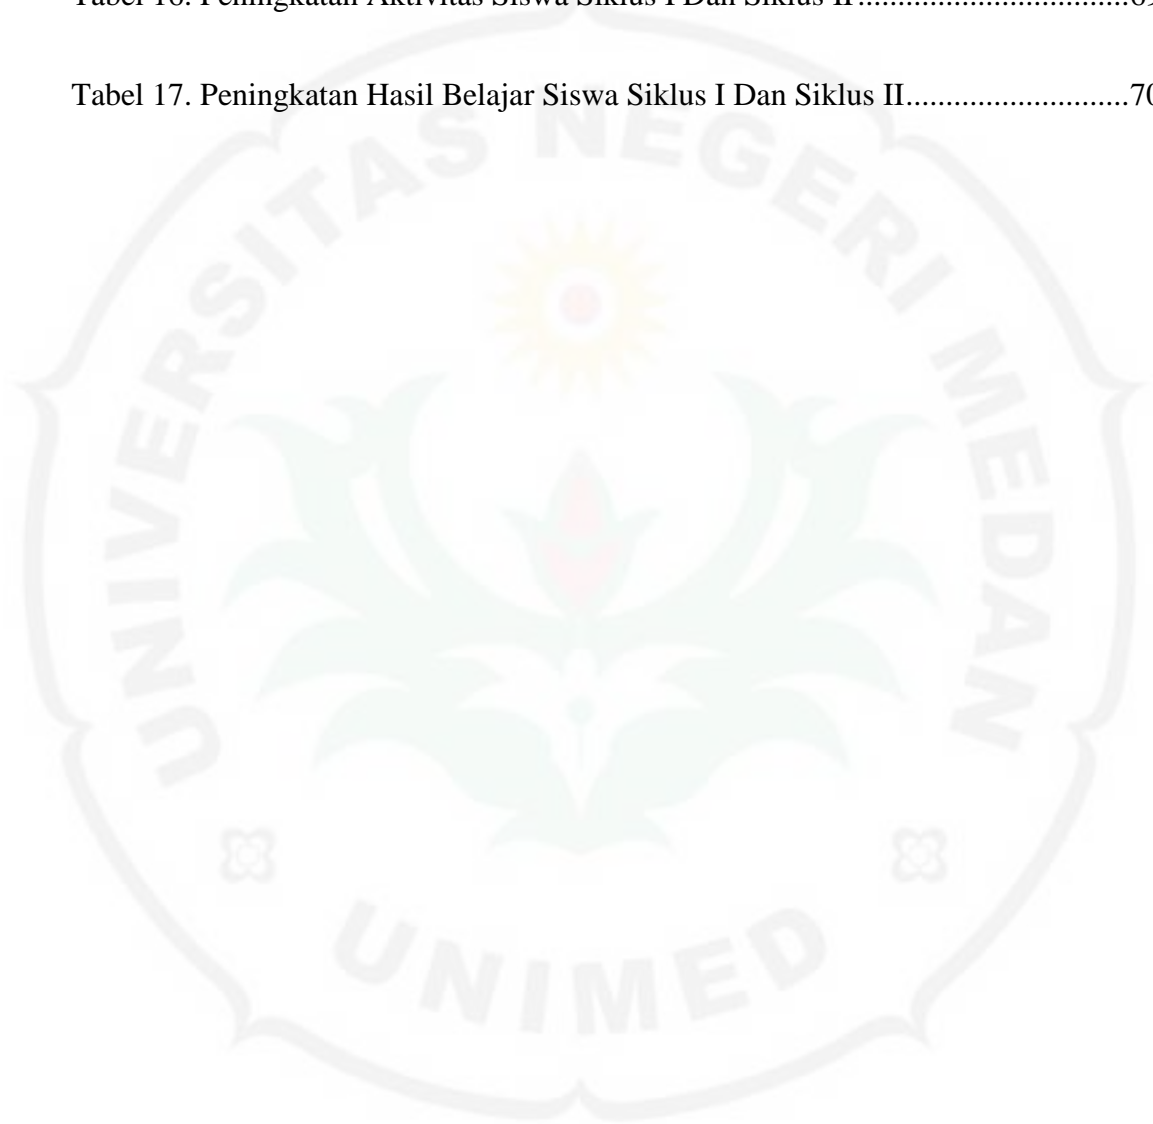 Tabel 16. Peningkatan Aktivitas Siswa Siklus I Dan Siklus II..................................69
Tabel 17. Peningkatan Hasil Belajar Siswa Siklus I Dan Siklus II............................70
UNIVERSITAS NEGERI MEDAN
UNIMED